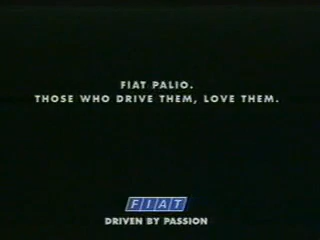 FIAT PALIO.
THOSE WHO DRIVE THEM, LOVE THEM.
FIAT
DRIVEN BY PASSION